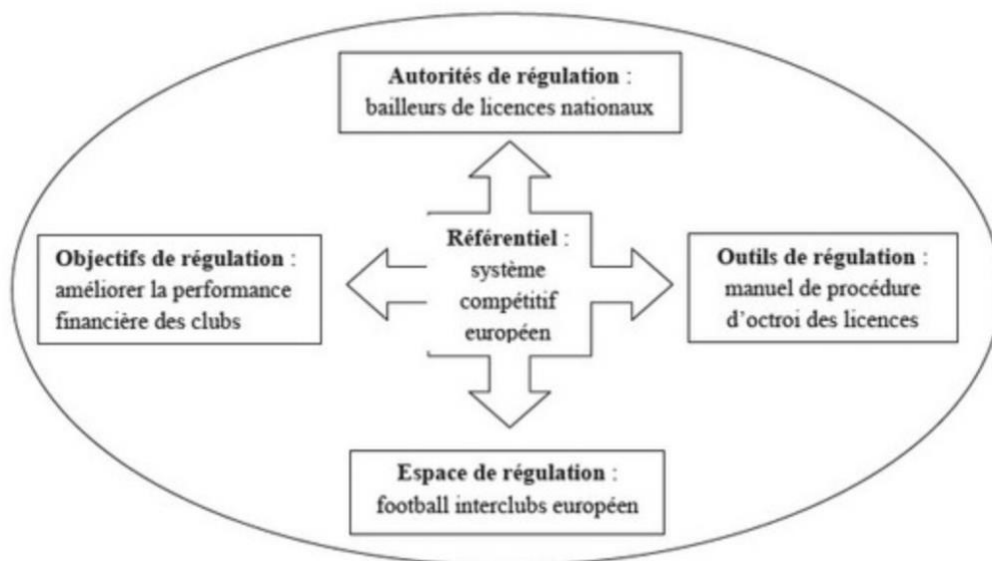 Autorités de régulation :
bailleurs de licences nationaux
Objectifs de régulation :
améliorer la performance
financière des clubs
Référentiel :
système
compétitif
européen
Outils de régulation :
manuel de procédure
d’octroi des licences
Espace de régulation :
football interclubs européen